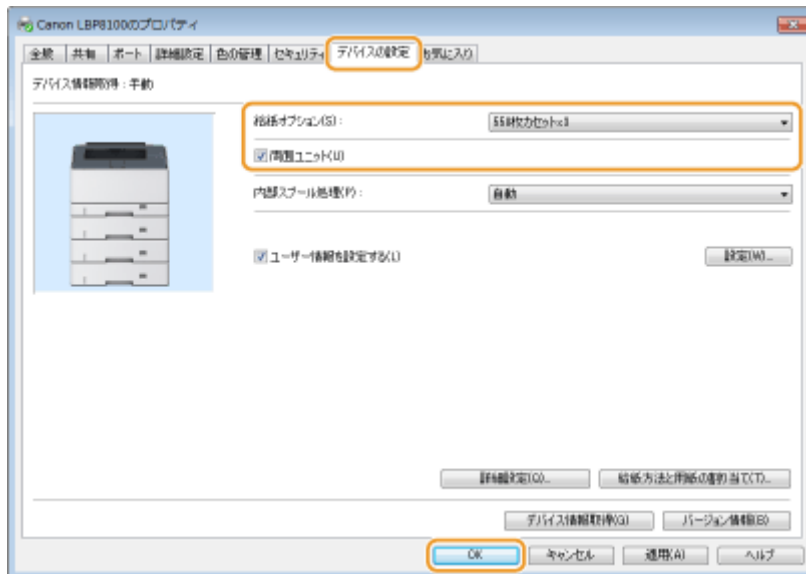 Canon LBP8100のプロパティ
全般 共有 ポート 詳細設定 色の管理 セキュリティ デバイスの設定 お気に入り
デバイス情報取得：手動
給紙オプション(S)： 550枚カセットx3
両面ユニット(U)
内部スプール処理(P)： 自動
ユーザー情報を設定する(L) 設定(W)...
詳細設定(O)... 給紙方法と用紙の割り当て(T)...
デバイス情報取得(G) バージョン情報(B)
OK キャンセル 適用(A) ヘルプ